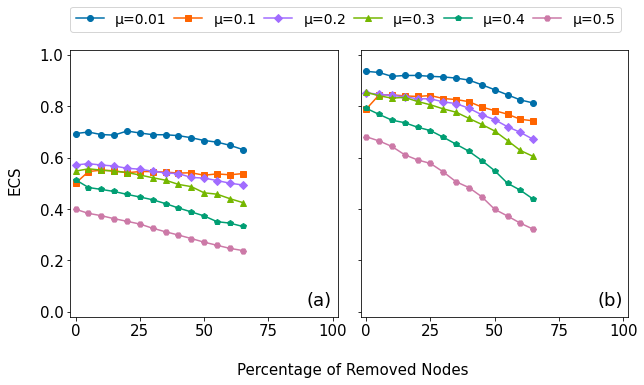 μ=0.01 μ=0.1 μ=0.2 μ=0.3 μ=0.4 μ=0.5
1.0
0.8
0.6
0.4
0.2
0.0
ECS
(a) (b)
0 25 50 75 100 0 25 50 75 100
Percentage of Removed Nodes